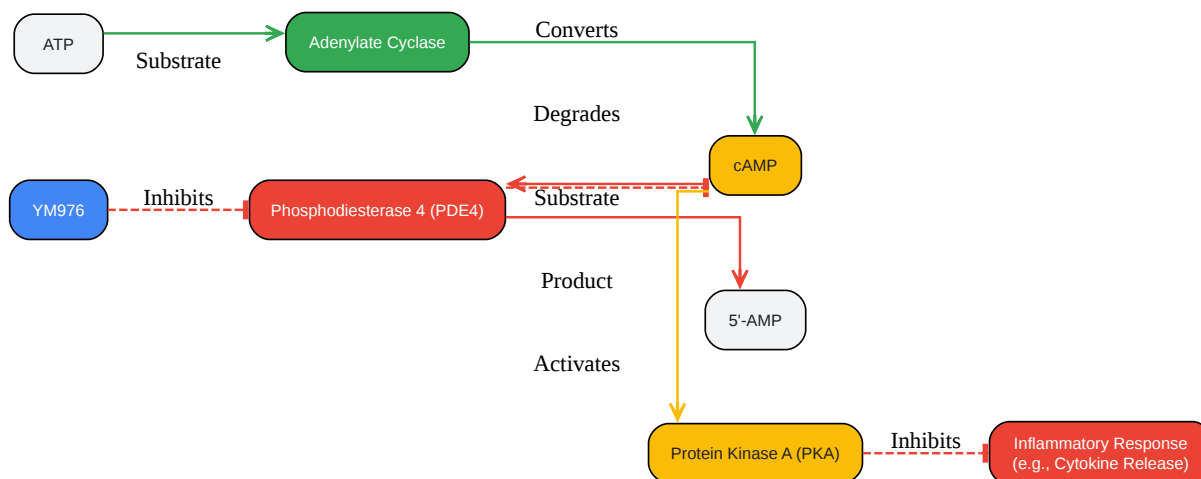 ATP
Substrate
Adenylate Cyclase
Converts
Degrades
cAMP
YM976
Inhibits
Phosphodiesterase 4 (PDE4)
Substrate
Product
5'-AMP
Activates
Protein Kinase A (PKA)
Inhibits
Inflammatory Response
(e.g., Cytokine Release)